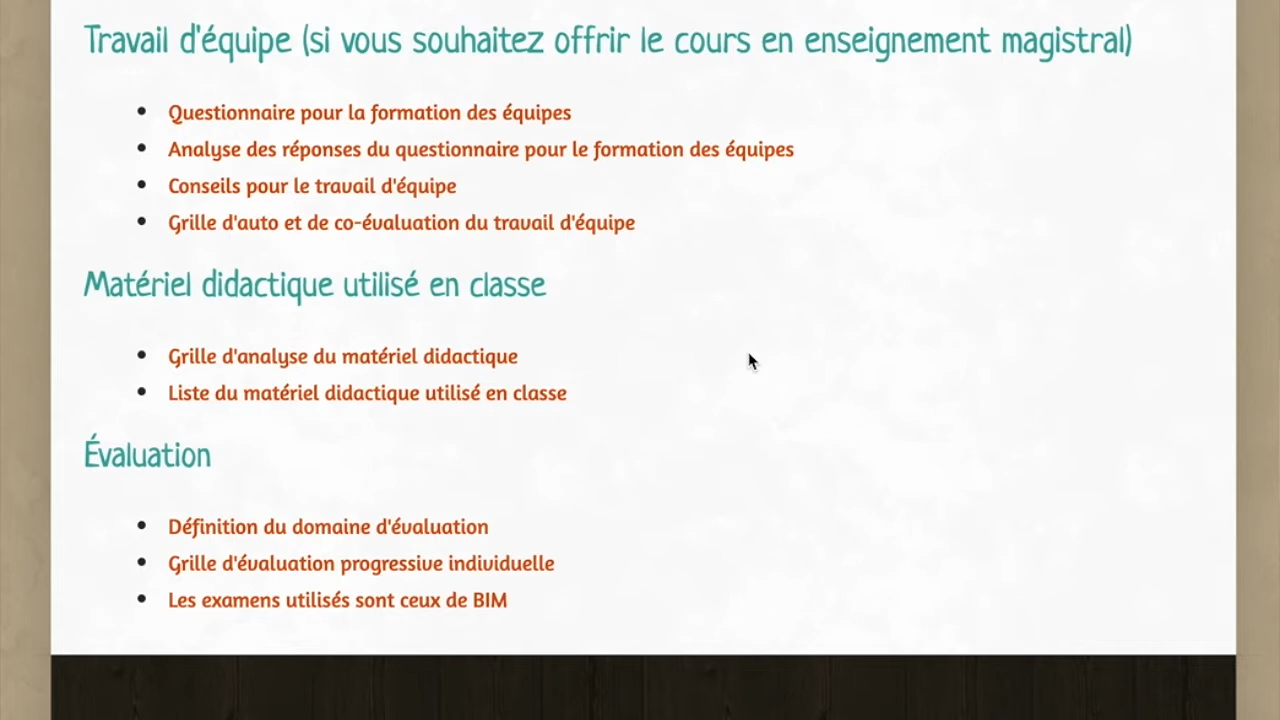 Travail d'équipe (si vous souhaitez offrir le cours en enseignement magistral)
Questionnaire pour la formation des équipes
Analyse des réponses du questionnaire pour le formation des équipes
Conseils pour le travail d'équipe
Grille d'auto et de co-évaluation du travail d'équipe
Matériel didactique utilisé en classe
Grille d'analyse du matériel didactique
Liste du matériel didactique utilisé en classe
Évaluation
Définition du domaine d'évaluation
Grille d'évaluation progressive individuelle
Les examens utilisés sont ceux de BIM